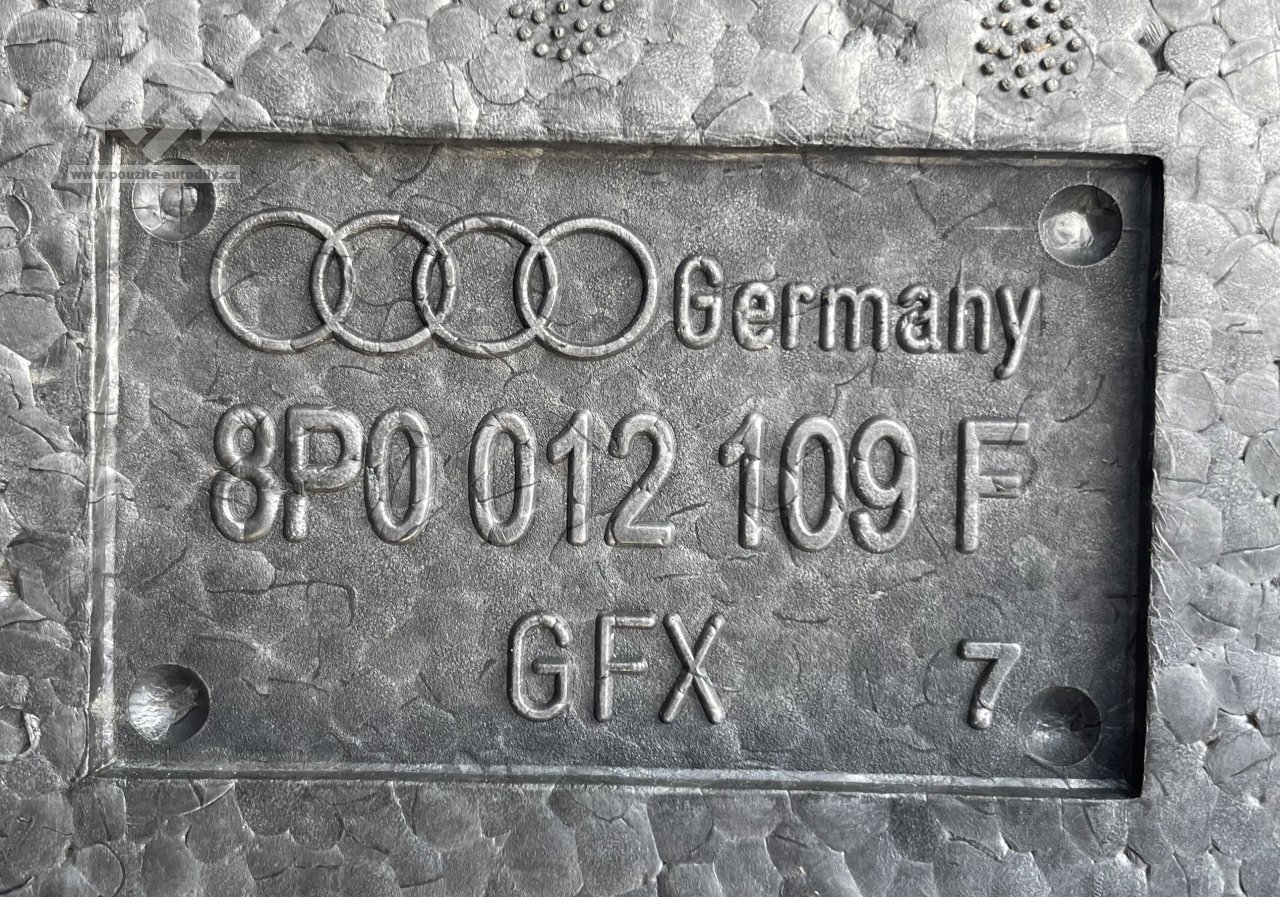 www.pouzite-autodily.cz
Germany
8P0 012 109 F
GFX 7